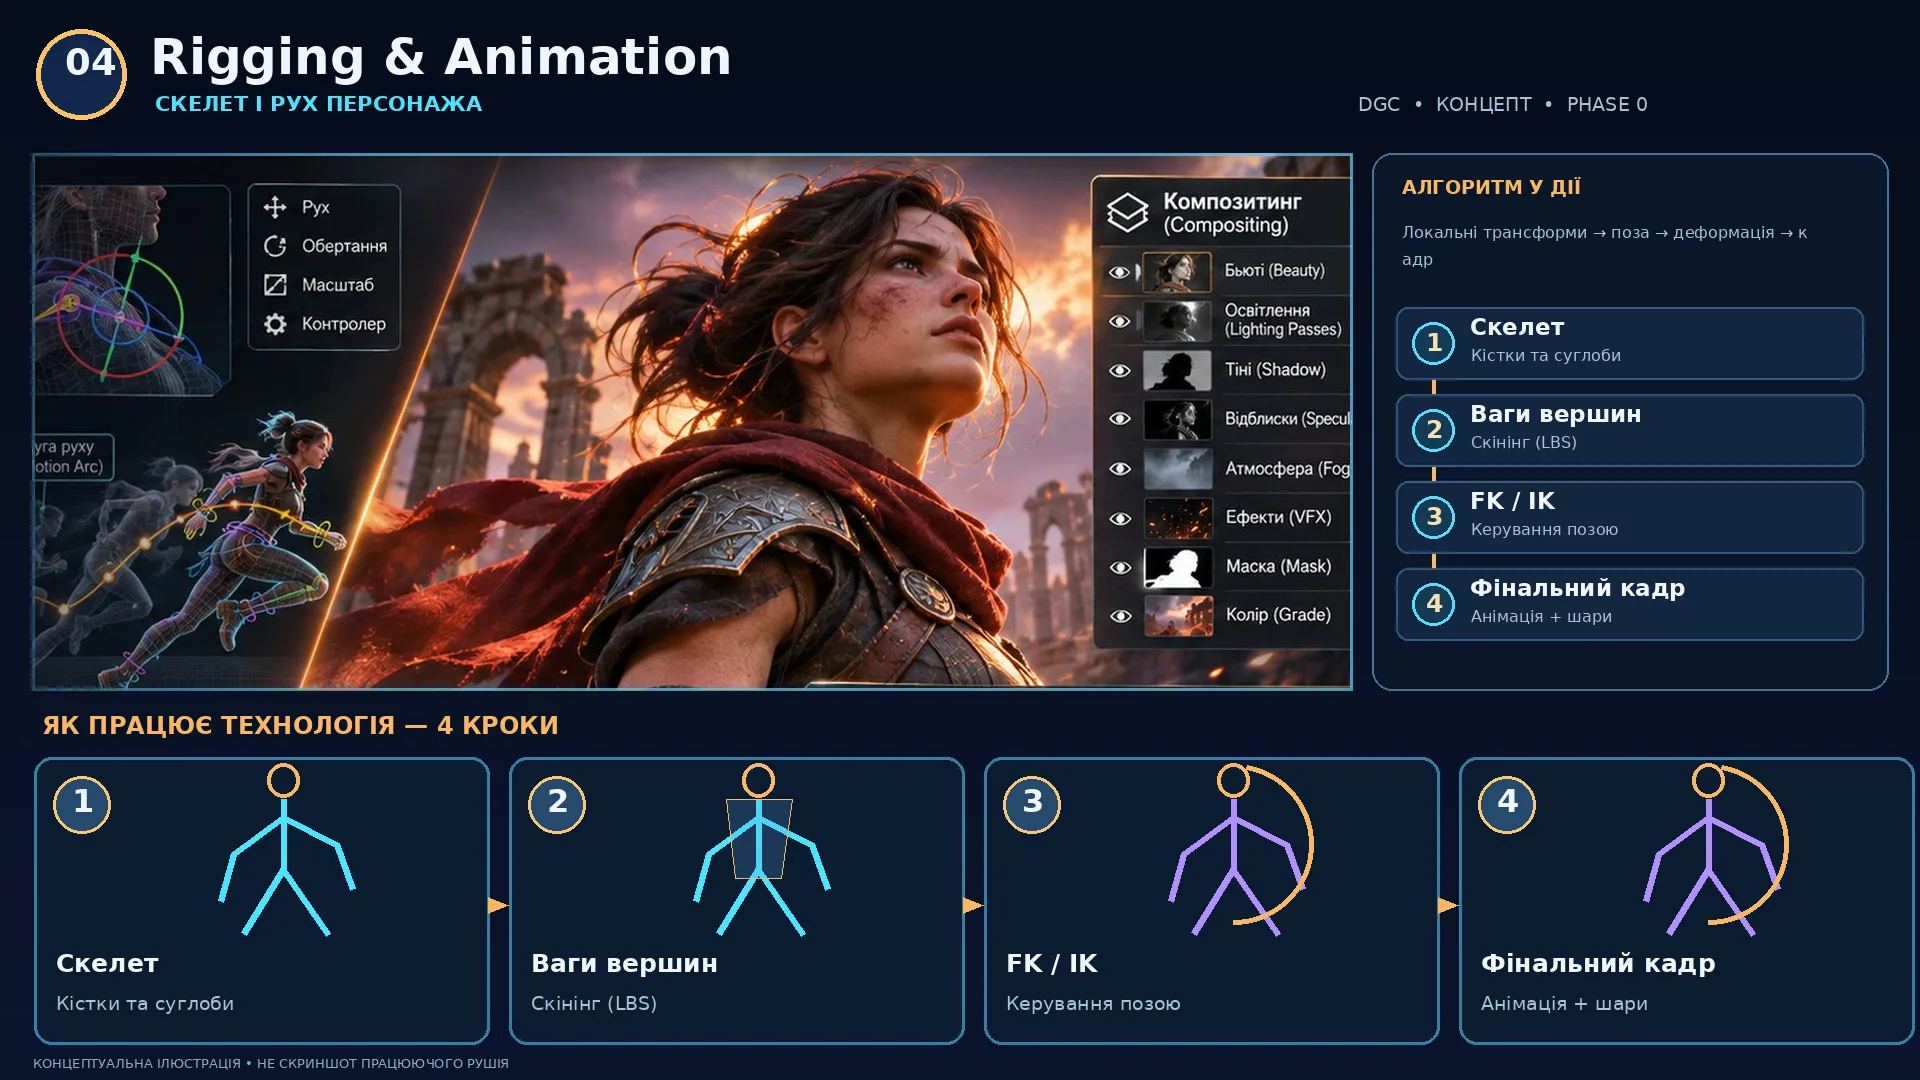 04
Rigging & Animation
СКЕЛЕТ І РУХ ПЕРСОНАЖА
DGC • КОНЦЕПТ • PHASE 0
Рух
Обертання
Масштаб
Контролер
уга руху
otion Arc)
Композитинг
(Compositing)
Б'юті (Beauty)
Освітлення
(Lighting Passes)
Тіні (Shadow)
Відблиски (Specul
Атмосфера (Fog
Ефекти (VFX)
Маска (Mask)
Колір (Grade)
АЛГОРИТМ У ДІЇ
Локальні трансформи → поза → деформація → к
адр
1
Скелет
Кістки та суглоби
2
Ваги вершин
Скінінг (LBS)
3
FK / IK
Керування позою
4
Фінальний кадр
Анімація + шари
ЯК ПРАЦЮЄ ТЕХНОЛОГІЯ — 4 КРОКИ
1
Скелет
Кістки та суглоби
2
Ваги вершин
Скінінг (LBS)
3
FK / IK
Керування позою
4
Фінальний кадр
Анімація + шари
КОНЦЕПТУАЛЬНА ІЛЮСТРАЦІЯ • НЕ СКРИНШОТ ПРАЦЮЮЧОГО РУШІЯ